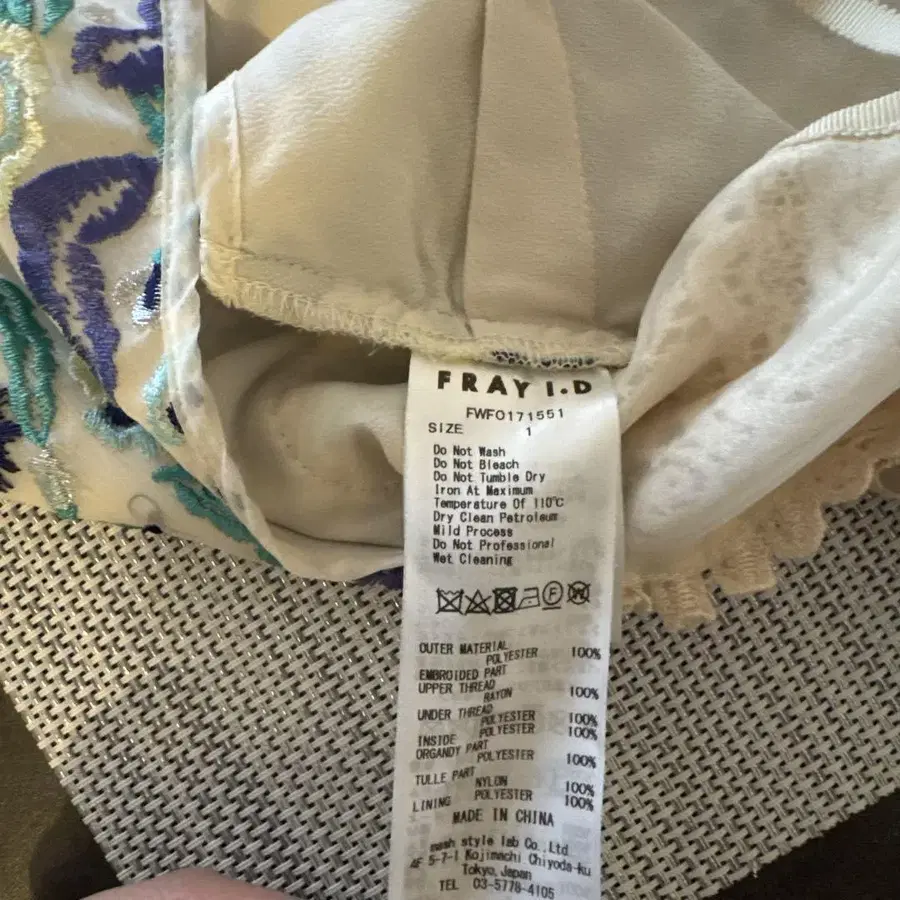 FRAY I.D
FWFO171551
SIZE 1
Do Not Wash
Do Not Bleach
Do Not Tumble Dry
Iron At Maximum
Temperature Of 110℃
Dry Clean Petroleum
Mild Process
Do Not Professional
Wet Cleaning
F W
OUTER MATERIAL
POLYESTER 100%
EMBROIDED PART
UPPER THREAD
RAYON 100%
UNDER THREAD
POLYESTER 100%
INSIDE POLYESTER 100%
ORGANDY PART
POLYESTER 100%
TULLE PART
NYLON 100%
LINING POLYESTER 100%
MADE IN CHINA
mash style lab Co.,Ltd.
4F 5-7-1 Kojimachi Chiyoda-ku
Tokyo,Japan
TEL 03-5778-4105